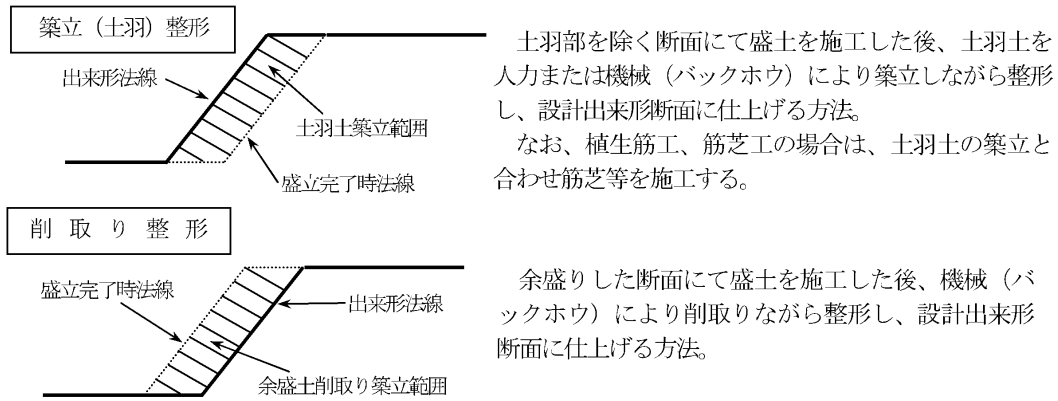 築立（土羽）整形
出来形法線
土羽土築立範囲
盛立完了時法線
土羽部を除く断面にて盛土を施工した後、土羽土を
人力または機械（バックホウ）により築立しながら整形
し、設計出来形断面に仕上げる方法。
なお、植生筋工、筋芝工の場合は、土羽土の築立と
合わせ筋芝等を施工する。
削取り整形
盛立完了時法線
出来形法線
余盛土削取り築立範囲
余盛りした断面にて盛土を施工した後、機械（バ
ックホウ）により削取りながら整形し、設計出来形
断面に仕上げる方法。